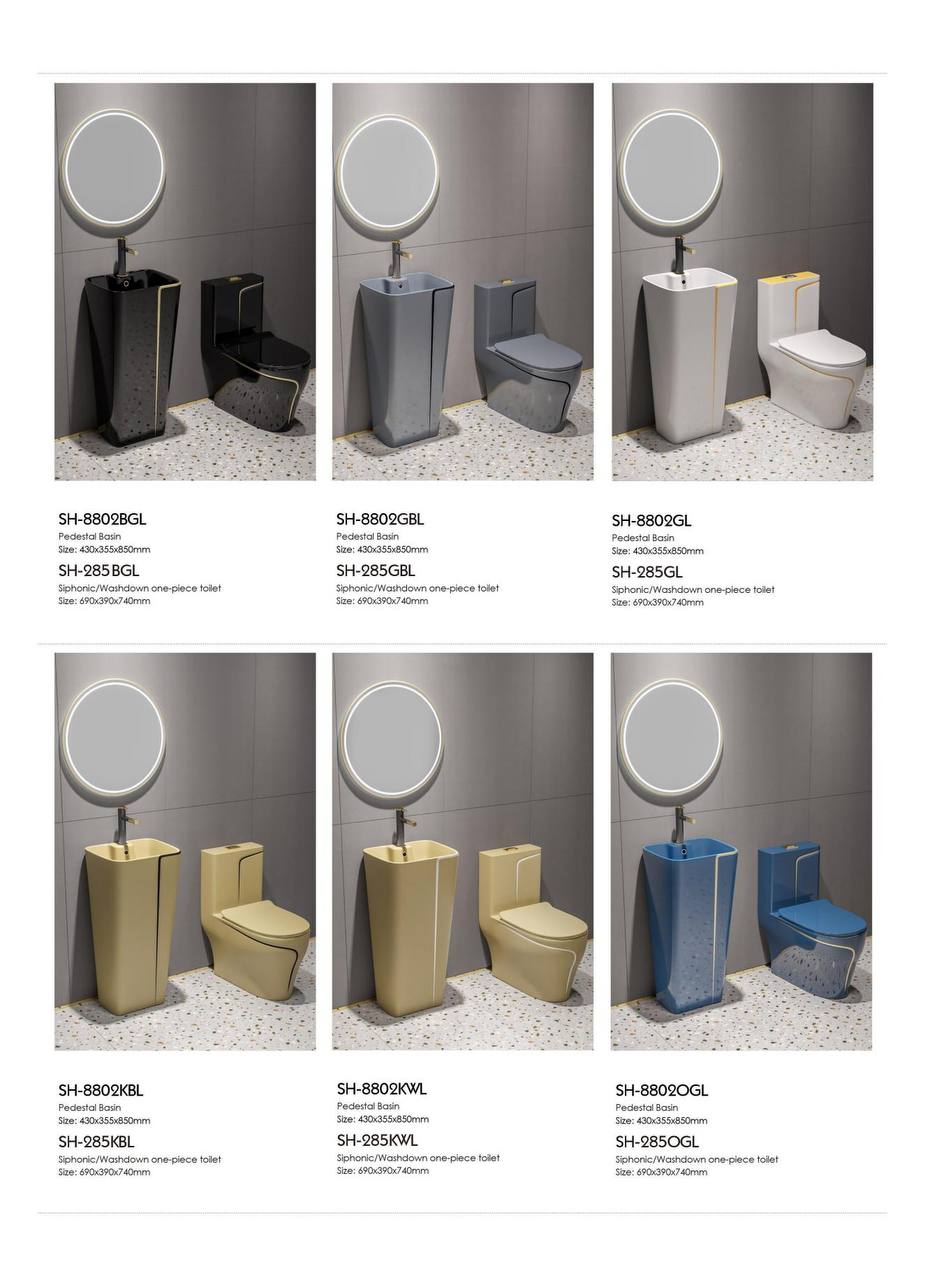 SH-8802BGL
Pedestal Basin
Size: 430x355x850mm
SH-285BGL
Siphonic/Washdown one-piece toilet
Size: 690x390x740mm
SH-8802GBL
Pedestal Basin
Size: 430x355x850mm
SH-285GBL
Siphonic/Washdown one-piece toilet
Size: 690x390x740mm
SH-8802GL
Pedestal Basin
Size: 430x355x850mm
SH-285GL
Siphonic/Washdown one-piece toilet
Size: 690x390x740mm
SH-8802KBL
Pedestal Basin
Size: 430x355x850mm
SH-285KBL
Siphonic/Washdown one-piece toilet
Size: 690x390x740mm
SH-8802KWL
Pedestal Basin
Size: 430x355x850mm
SH-285KWL
Siphonic/Washdown one-piece toilet
Size: 690x390x740mm
SH-8802OGL
Pedestal Basin
Size: 430x355x850mm
SH-285OGL
Siphonic/Washdown one-piece toilet
Size: 690x390x740mm